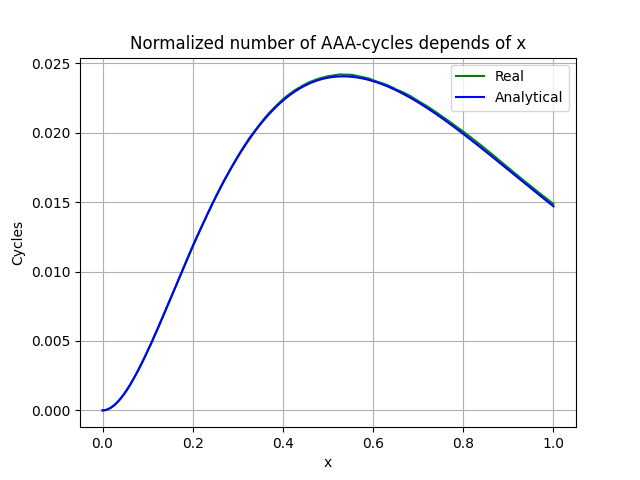 Normalized number of AAA-cycles depends of x
0.025
0.020
0.015
0.010
0.005
0.000
Cycles
Real
Analytical
0.0 0.2 0.4 0.6 0.8 1.0
x